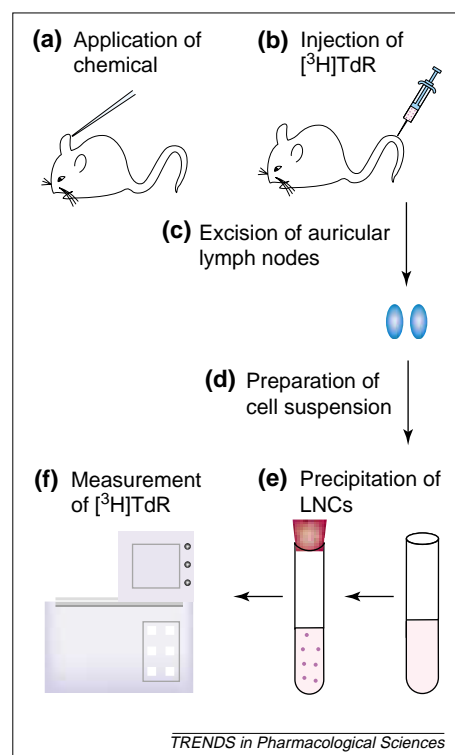 (a) Application of
chemical
(b) Injection of
[³H]TdR
(c) Excision of auricular
lymph nodes
(d) Preparation of
cell suspension
(e) Precipitation of
LNCs
(f) Measurement
of [³H]TdR
TRENDS in Pharmacological Sciences